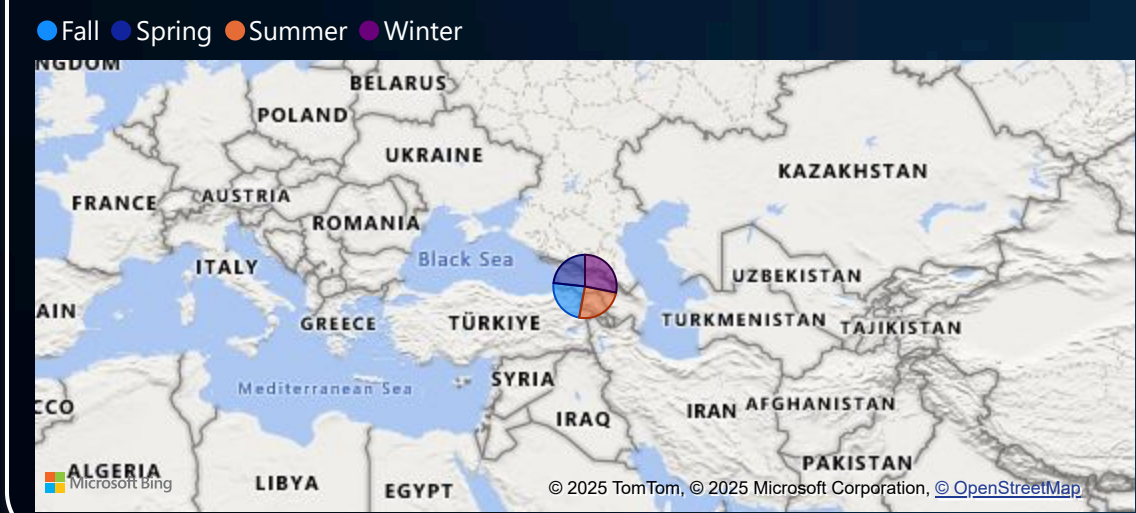 Fall Spring Summer Winter
NGDOM
BELARUS
POLAND
UKRAINE
KAZAKHSTAN
AUSTRIA
FRANCE
ROMANIA
Black Sea
ITALY
UZBEKISTAN
AIN
GREECE
TÜRKIYE
TURKMENISTAN
TAJIKISTAN
SYRIA
Mediterranean Sea
CCO
IRAQ
IRAN
AFGHANISTAN
PAKISTAN
ALGERIA
LIBYA
EGYPT
Microsoft Bing
© 2025 TomTom, © 2025 Microsoft Corporation, © OpenStreetMap